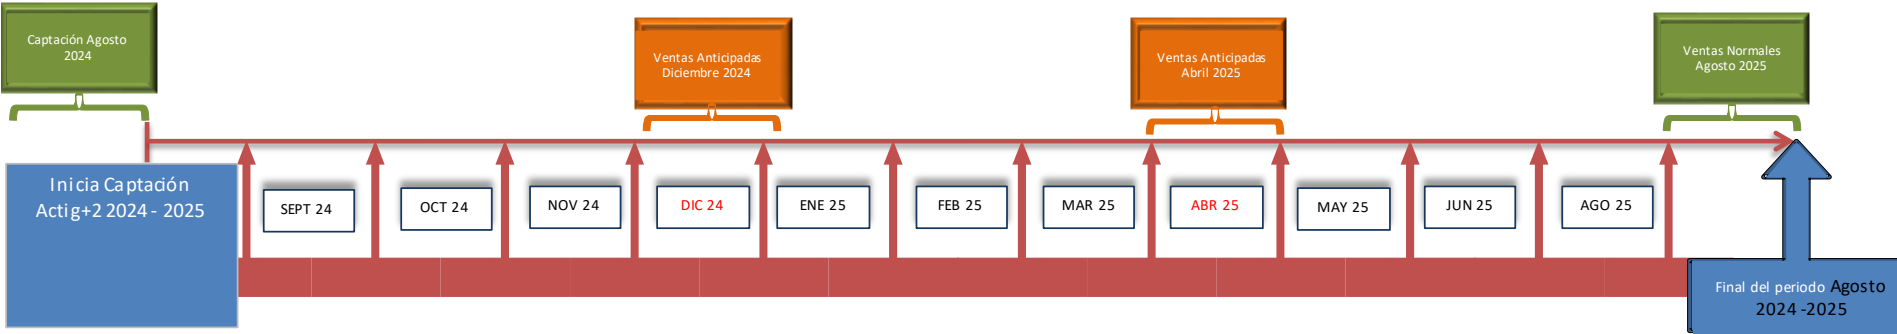 Captación Agosto
2024
Ventas Anticipadas
Diciembre 2024
Ventas Anticipadas
Abril 2025
Ventas Normales
Agosto 2025
Inicia Captación
Actig+2 2024 - 2025
SEPT 24
OCT 24
NOV 24
DIC 24
ENE 25
FEB 25
MAR 25
ABR 25
MAY 25
JUN 25
AGO 25
Final del periodo Agosto
2024 -2025